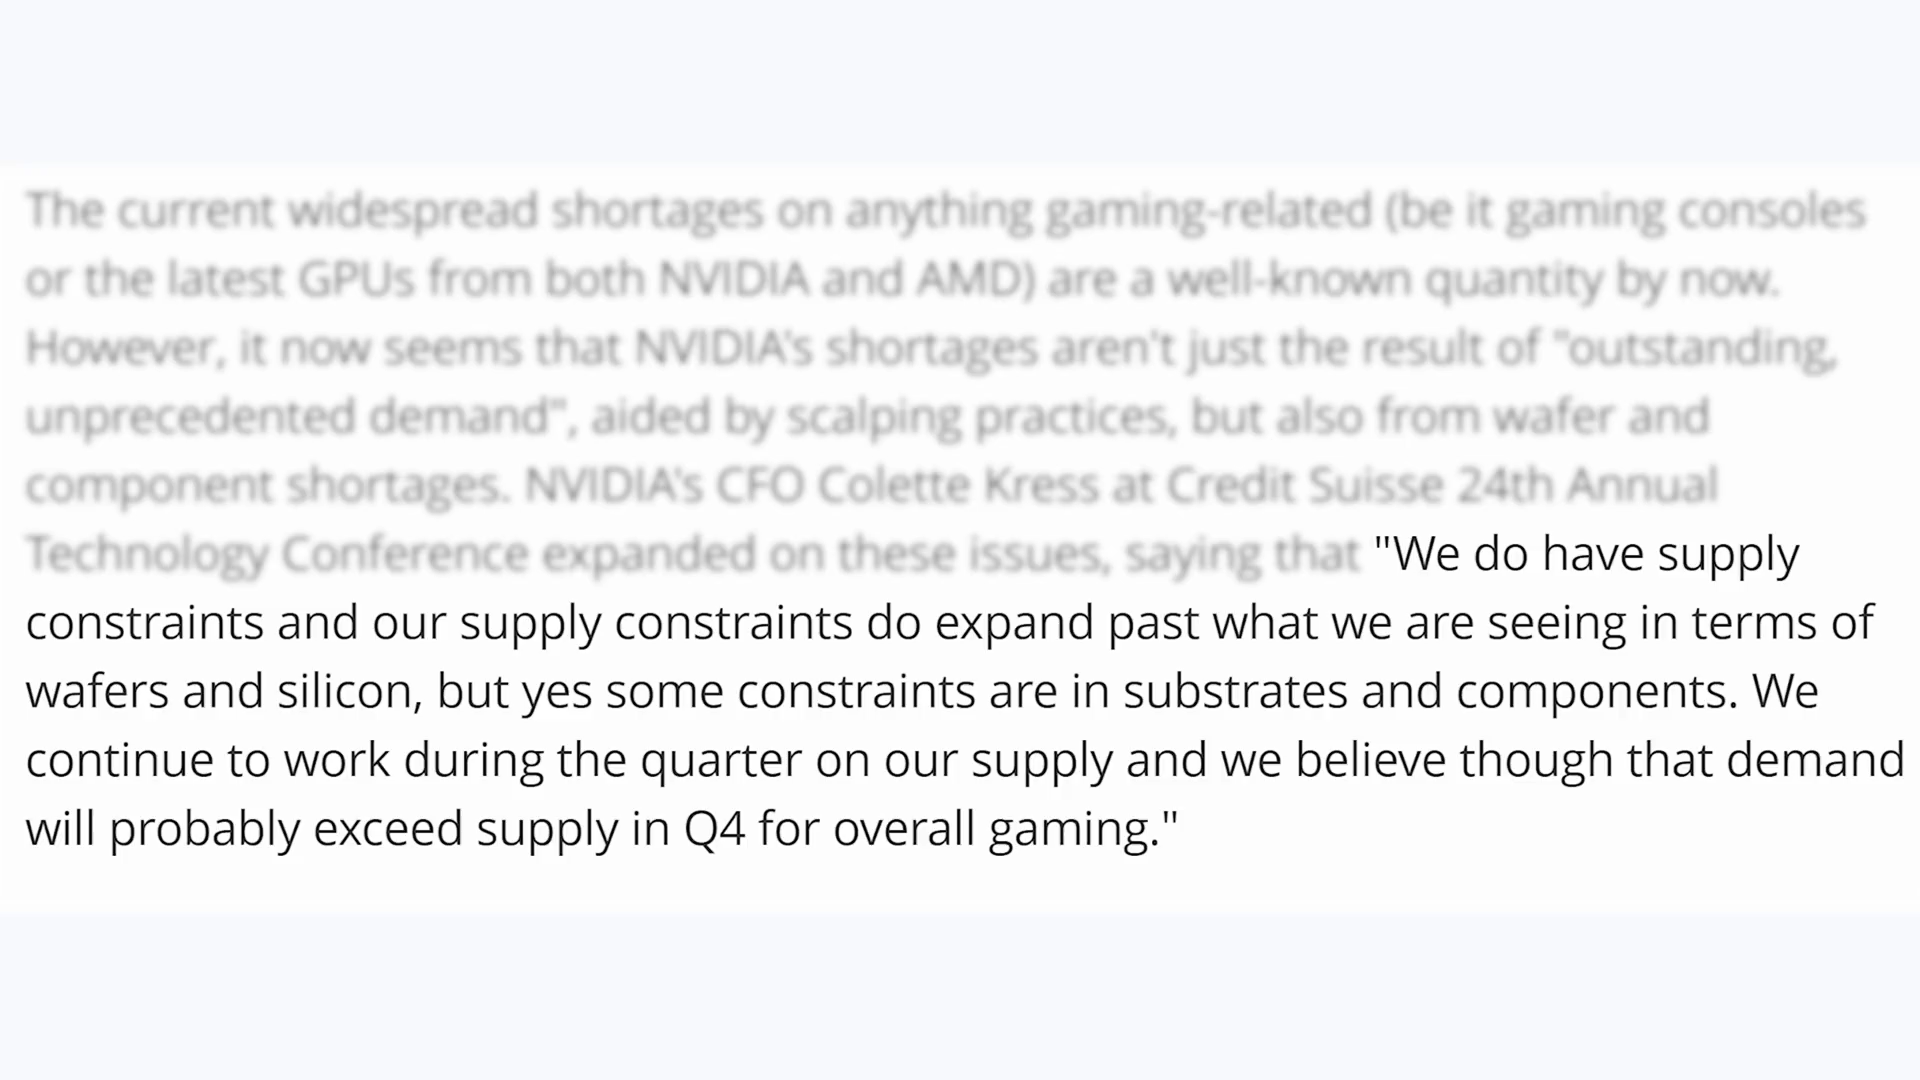 The current widespread shortages on anything gaming-related (be it gaming consoles
or the latest GPUs from both NVIDIA and AMD) are a well-known quantity by now.
However, it now seems that NVIDIA's shortages aren't just the result of "outstanding,
unprecedented demand", aided by scalping practices, but also from wafer and
component shortages. NVIDIA's CFO Colette Kress at Credit Suisse 24th Annual
Technology Conference expanded on these issues, saying that "We do have supply
constraints and our supply constraints do expand past what we are seeing in terms of
wafers and silicon, but yes some constraints are in substrates and components. We
continue to work during the quarter on our supply and we believe though that demand
will probably exceed supply in Q4 for overall gaming."